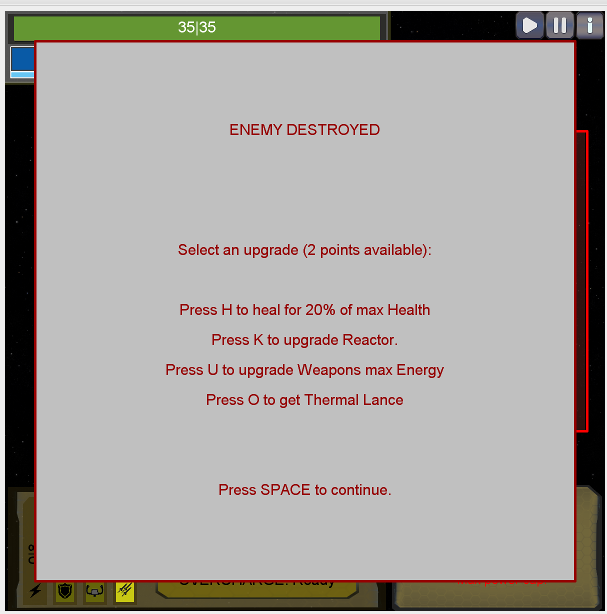 35|35
ENEMY DESTROYED
Select an upgrade (2 points available):
Press H to heal for 20% of max Health
Press K to upgrade Reactor.
Press U to upgrade Weapons max Energy
Press O to get Thermal Lance
Press SPACE to continue.
OVERCHARGE: Ready